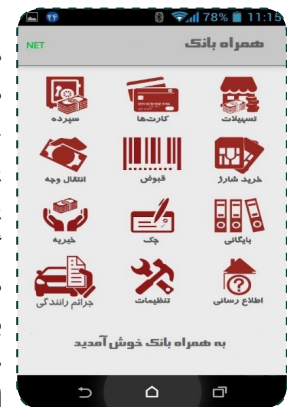 ۲۲ 78% 11:15
همراه بانک NET
تسهیلات کارت‌ها سپرده
خرید شارژ قبوض انتقال وجه
بایگانی چک خیریه
اطلاع رسانی تنظیمات جرائم رانندگی
به همراه بانک خوش آمدید